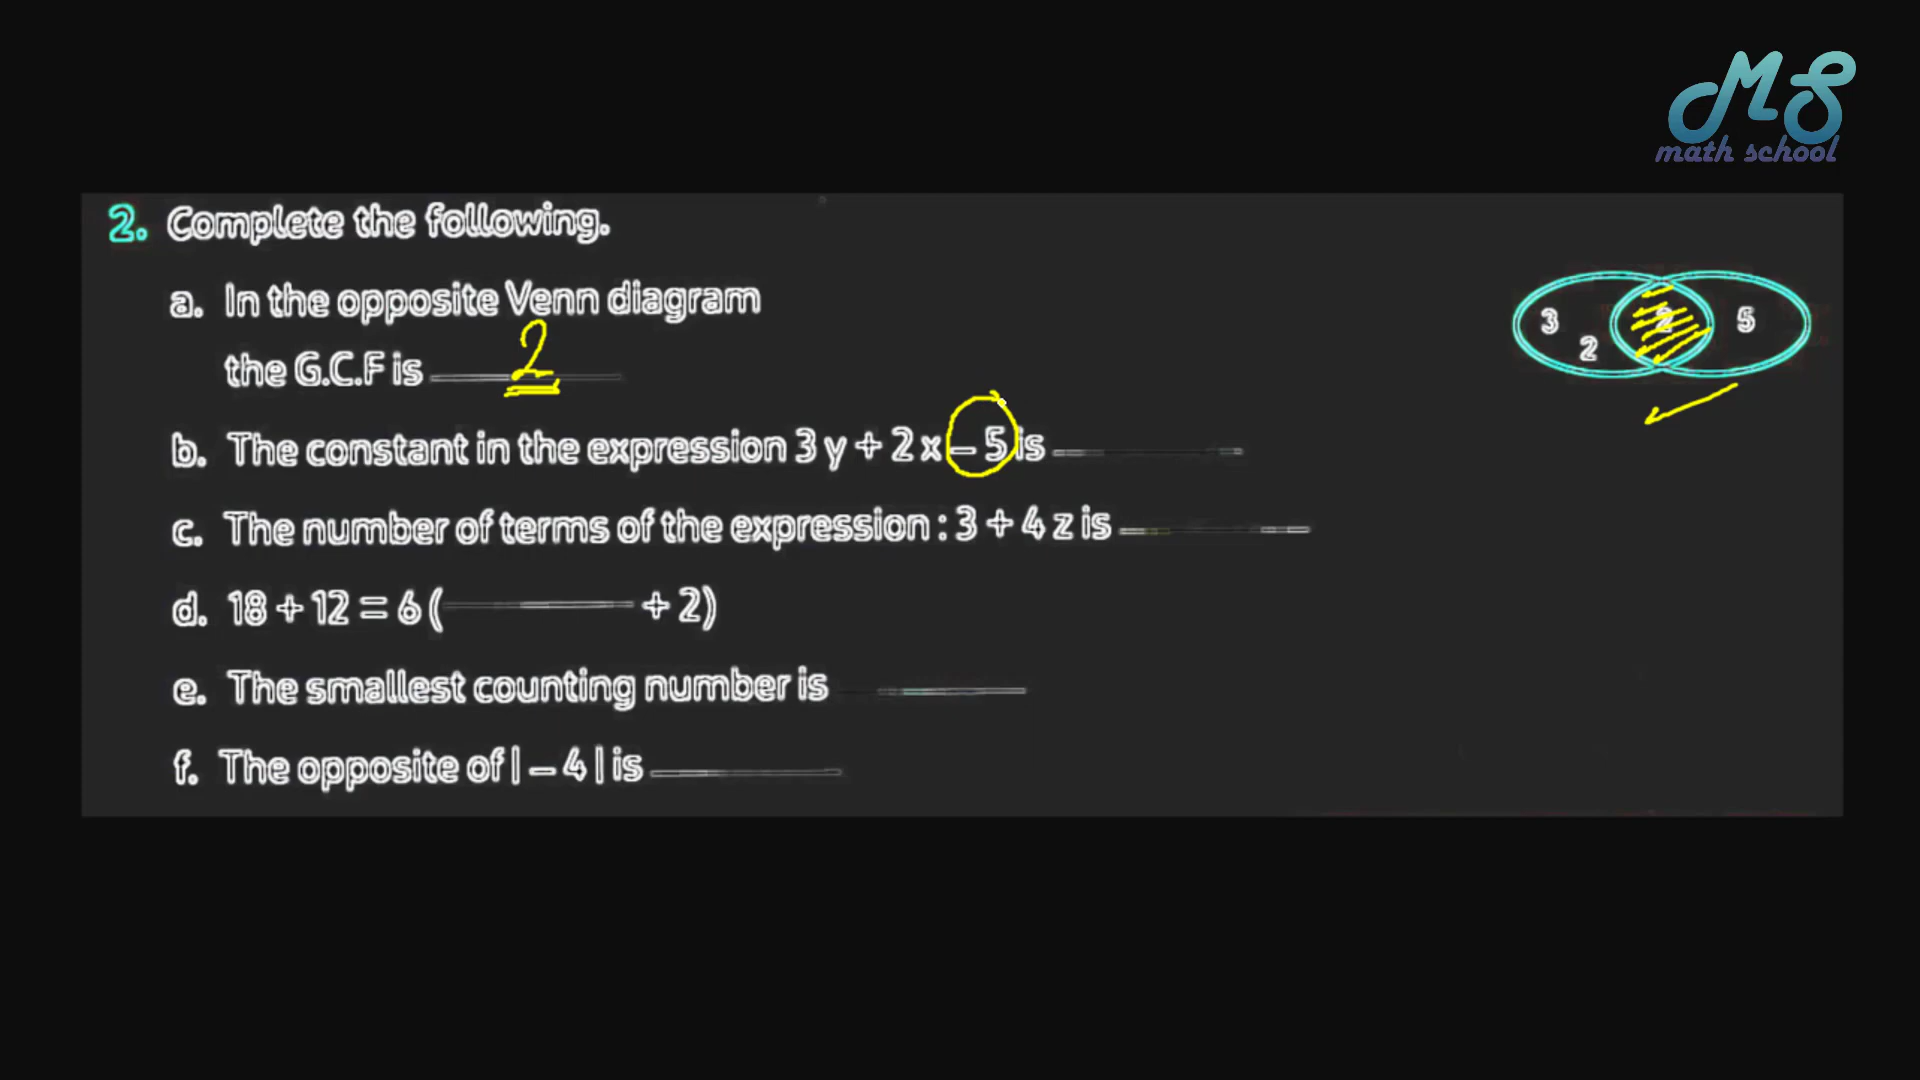 MS
math school
2. Complete the following.
a. In the opposite Venn diagram
the G.C.F is 2
3 2 2 5
b. The constant in the expression 3 y + 2 x – 5 is
c. The number of terms of the expression : 3 + 4 z is
d. 18 + 12 = 6 ( + 2)
e. The smallest counting number is
f. The opposite of | – 4 | is